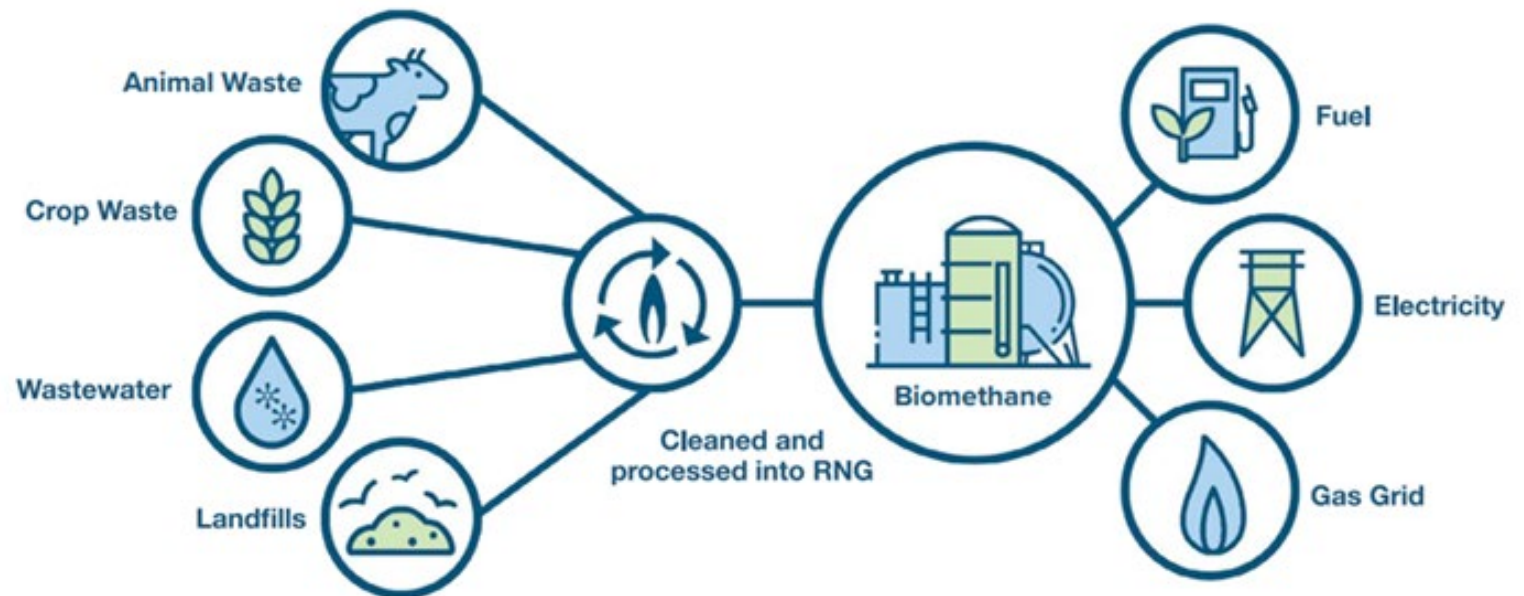 Animal Waste
Crop Waste
Wastewater
Landfills
Cleaned and
processed into RNG
Biomethane
Fuel
Electricity
Gas Grid